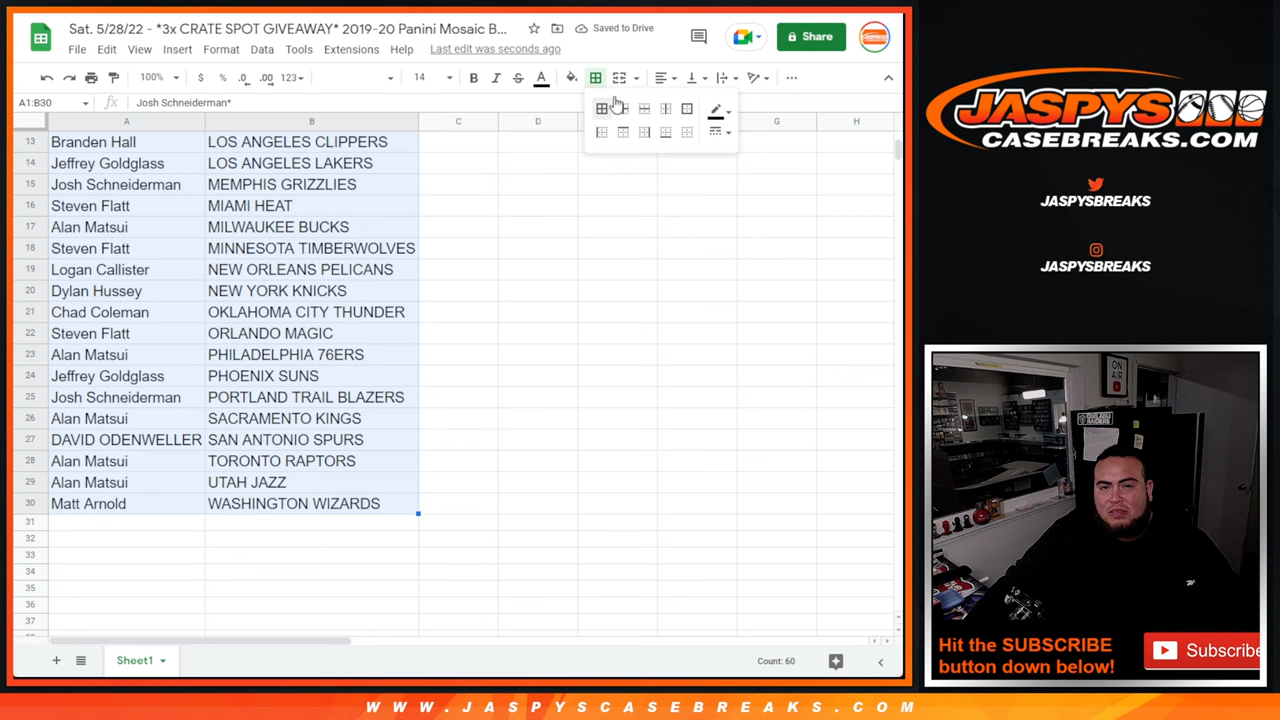 Sat. 5/28/22 - *3x CRATE SPOT GIVEAWAY* 2019-20 Panini Mosaic B...
Saved to Drive
Share
File Edit View Insert Format Data Tools Extensions Help Last edit was seconds ago
100% $ % .0 .00 123 14 B I S A
A1:B30 fx Josh Schneiderman*
A B C D G H
13 Branden Hall LOS ANGELES CLIPPERS
14 Jeffrey Goldglass LOS ANGELES LAKERS
15 Josh Schneiderman MEMPHIS GRIZZLIES
16 Steven Flatt MIAMI HEAT
17 Alan Matsui MILWAUKEE BUCKS
18 Steven Flatt MINNESOTA TIMBERWOLVES
19 Logan Callister NEW ORLEANS PELICANS
20 Dylan Hussey NEW YORK KNICKS
21 Chad Coleman OKLAHOMA CITY THUNDER
22 Steven Flatt ORLANDO MAGIC
23 Alan Matsui PHILADELPHIA 76ERS
24 Jeffrey Goldglass PHOENIX SUNS
25 Josh Schneiderman PORTLAND TRAIL BLAZERS
26 Alan Matsui SACRAMENTO KINGS
27 DAVID ODENWELLER SAN ANTONIO SPURS
28 Alan Matsui TORONTO RAPTORS
29 Alan Matsui UTAH JAZZ
30 Matt Arnold WASHINGTON WIZARDS
31
32
33
34
35
36
37
Sheet1
Count: 60
JASPYS
CASEBREAKS.COM
JASPYSBREAKS
JASPYSBREAKS
ON
AIR
Hit the SUBSCRIBE
button down below!
Subscribe
WWW.JASPYSCASEBREAKS.COM